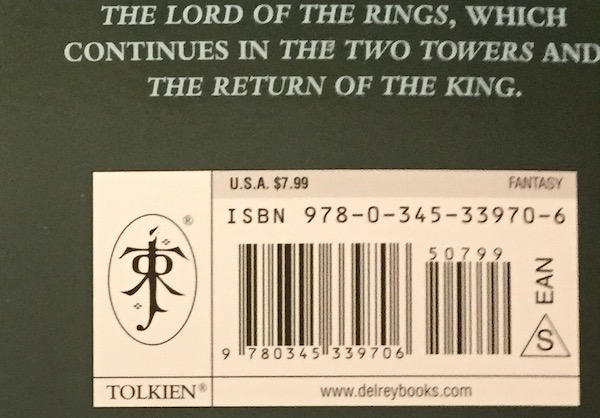 THE LORD OF THE RINGS, WHICH
CONTINUES IN THE TWO TOWERS AND
THE RETURN OF THE KING.
U.S.A. $7.99 FANTASY
ISBN 978-0-345-33970-6
50799
EAN
S
9 780345 339706
®
TOLKIEN®
www.delreybooks.com